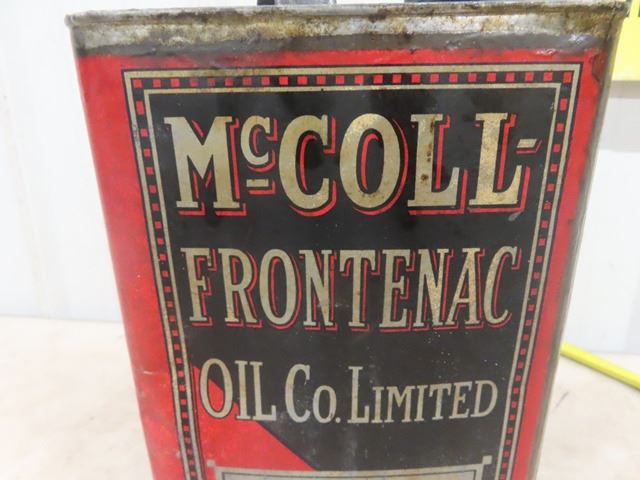 McCOLL-
FRONTENAC
OIL Co. LIMITED